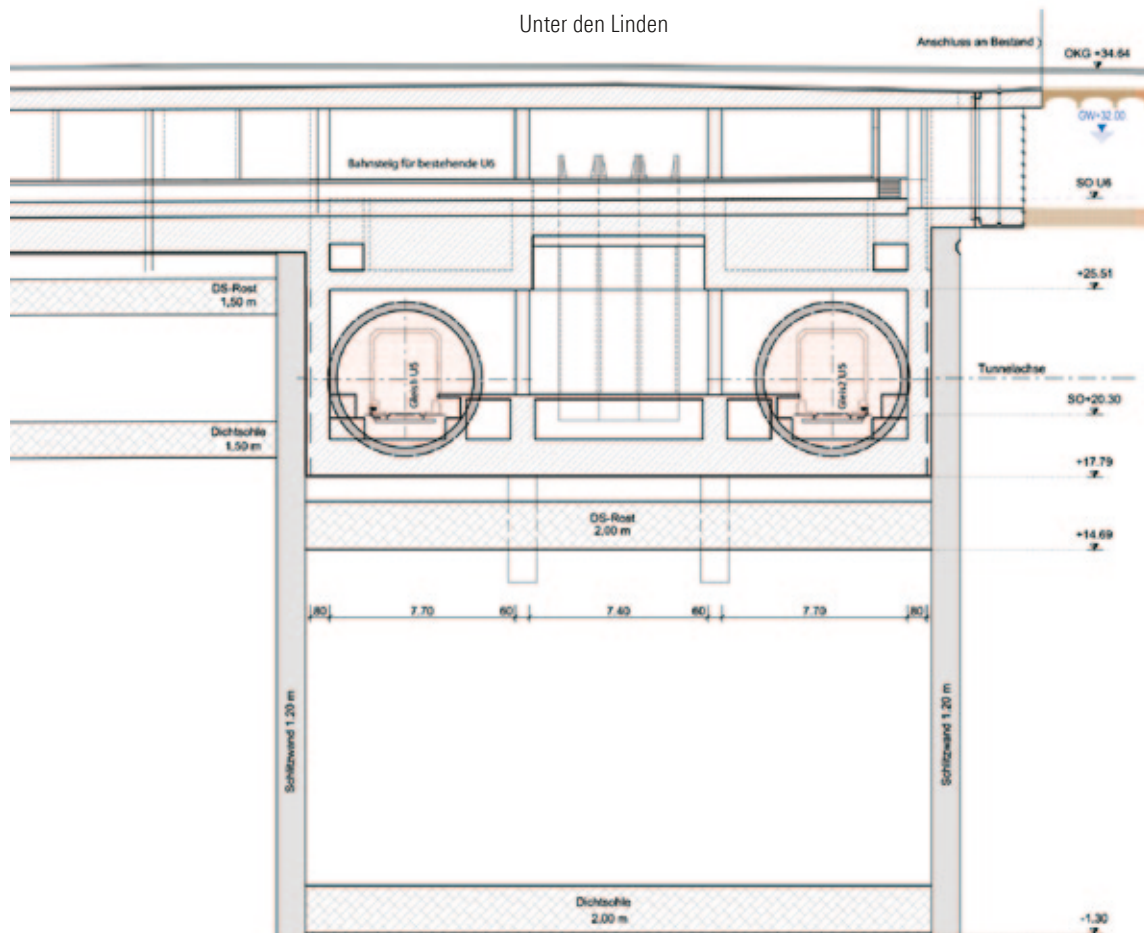 Unter den Linden
Anschluss an Bestand
OKG +34.64
GW+32.00
Bahnsteig für bestehende U6
SO U6
+25.51
DS-Rost
1,50 m
Gleis1 U5
Gleis2 U5
Tunnelachse
SO+20.30
Dichtsohle
1,50 m
+17.79
DS-Rost
2,00 m
+14.69
80
7.70
60
7.40
60
7.70
80
Schlitzwand 1.20 m
Schlitzwand 1.20 m
Dichtsohle
2,00 m
-1.30